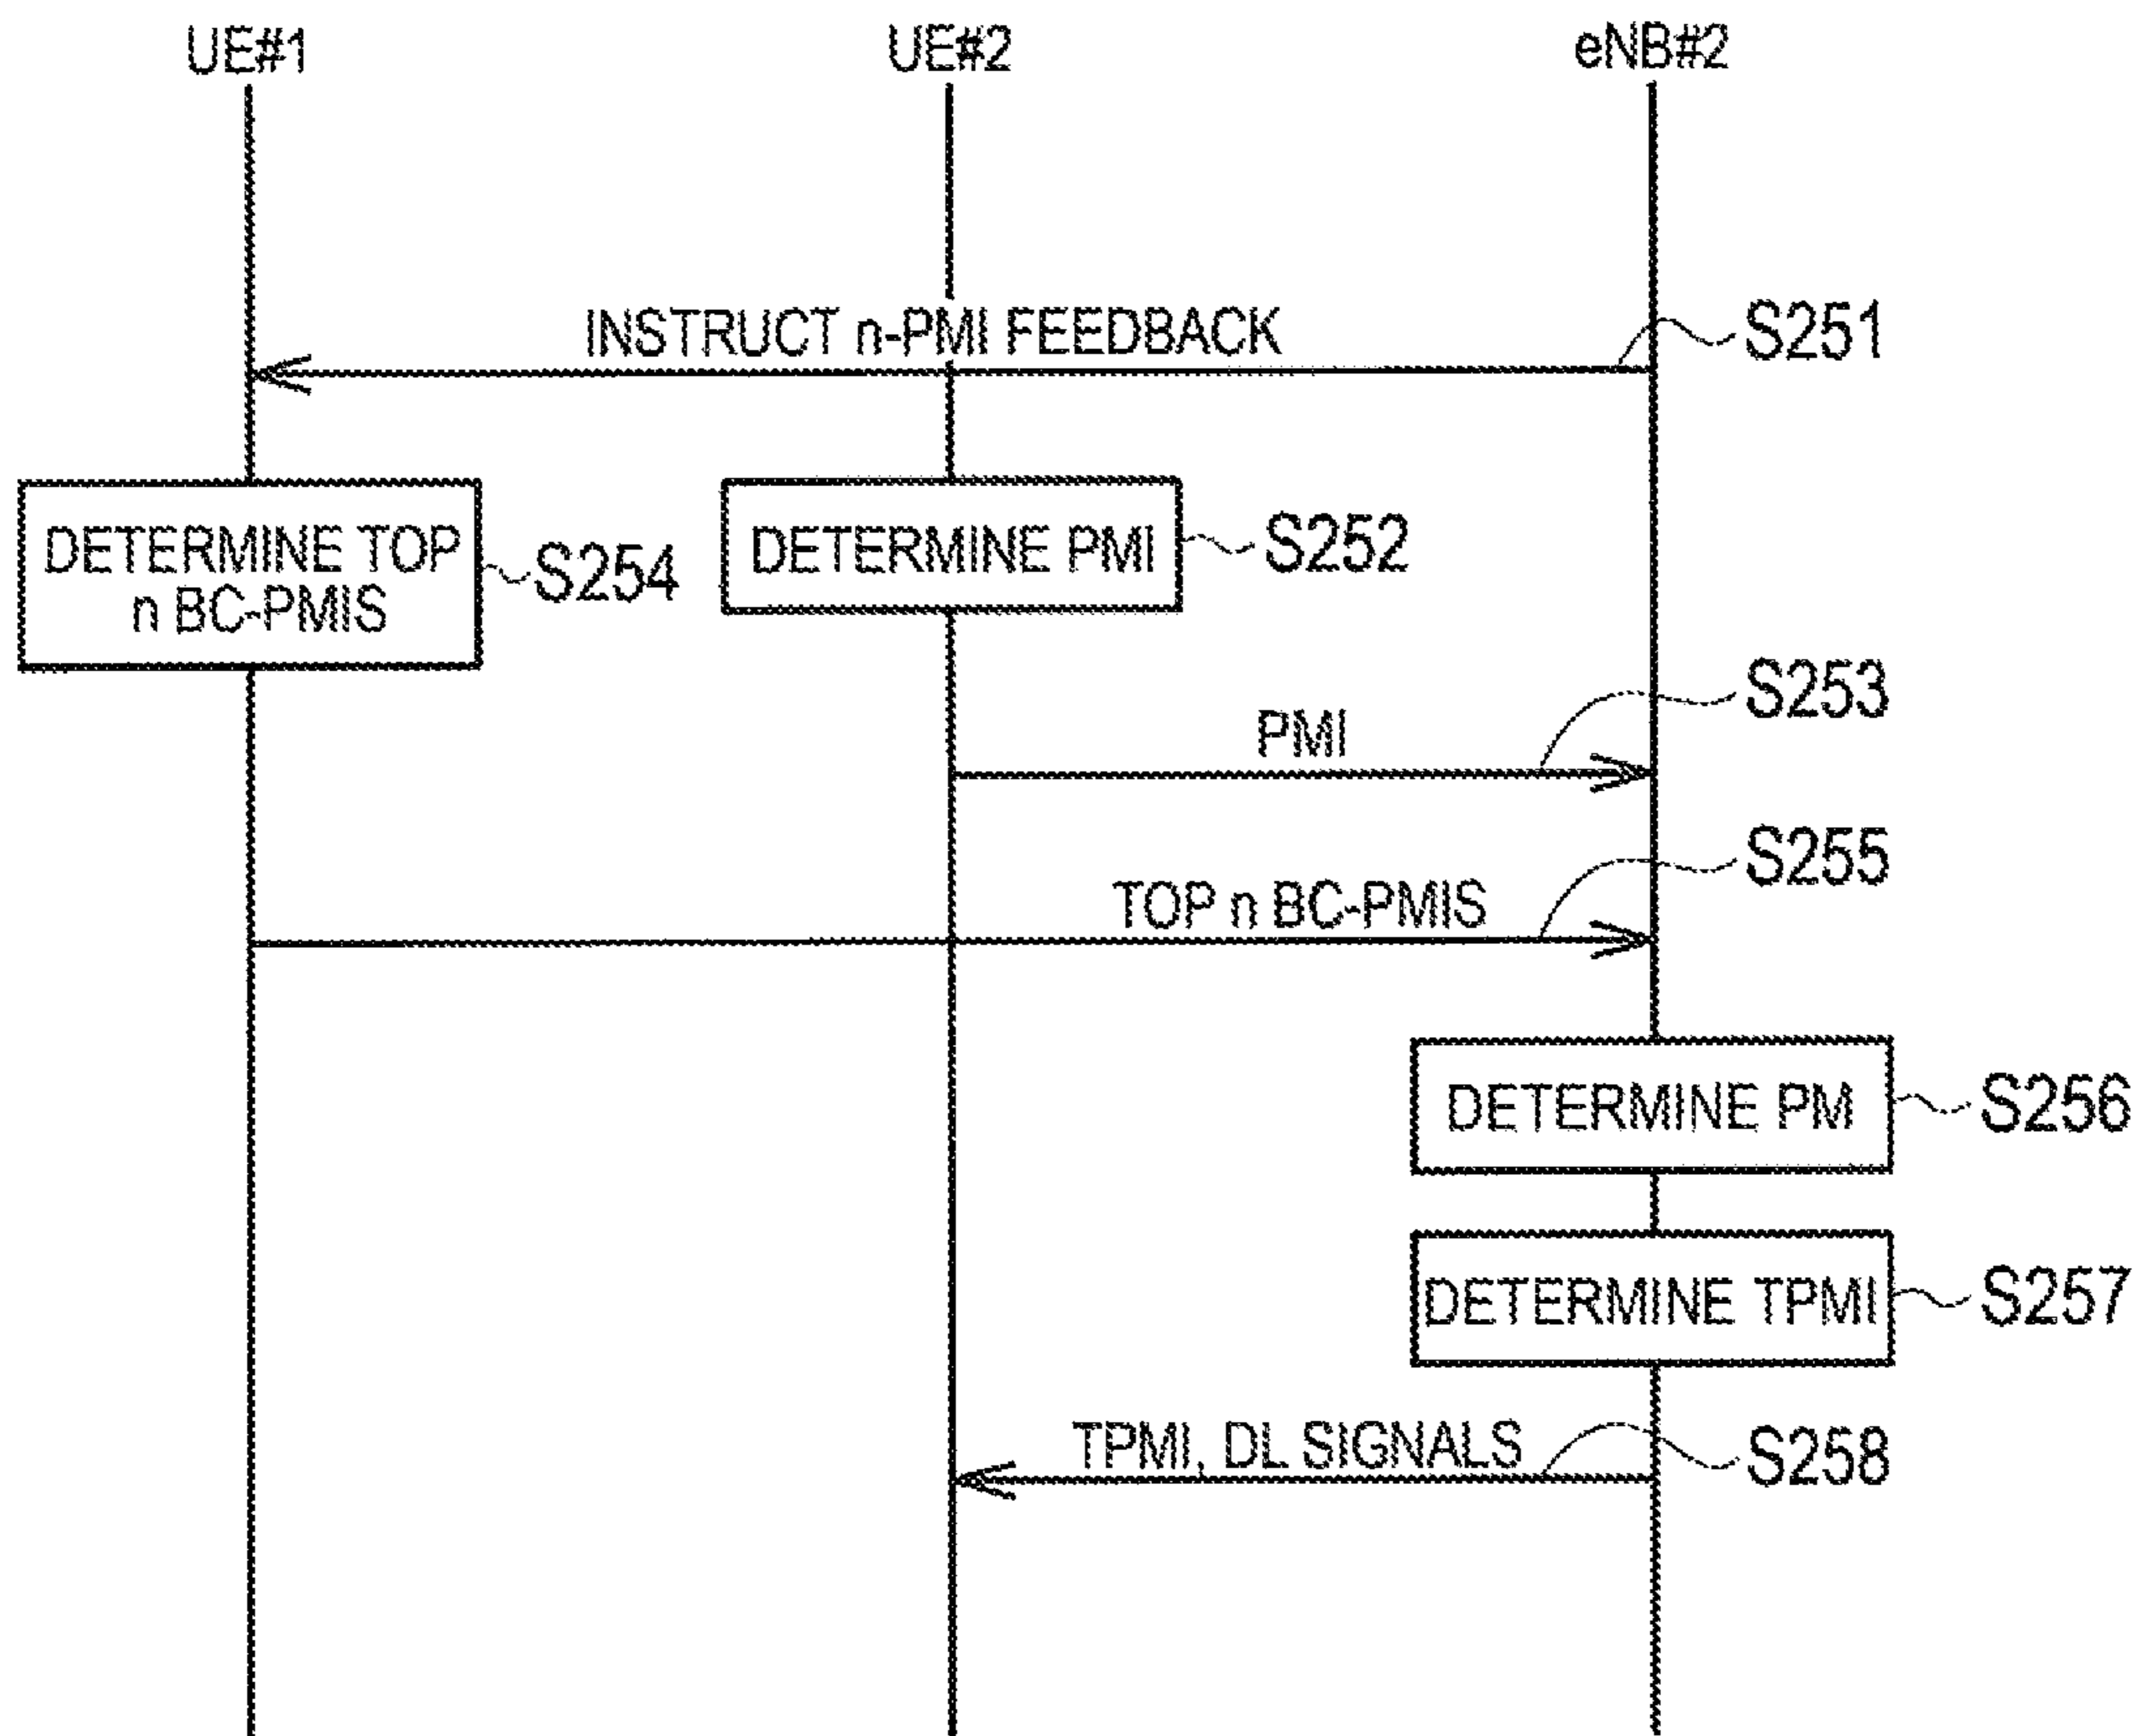 UE#1
UE#2
eNB#2
INSTRUCT n-PMI FEEDBACK
S251
DETERMINE TOP
n BC-PMIS
S254
DETERMINE PMI
S252
PMI
S253
TOP n BC-PMIS
S255
DETERMINE PM
S256
DETERMINE TPMI
S257
TPMI, DL SIGNALS
S258